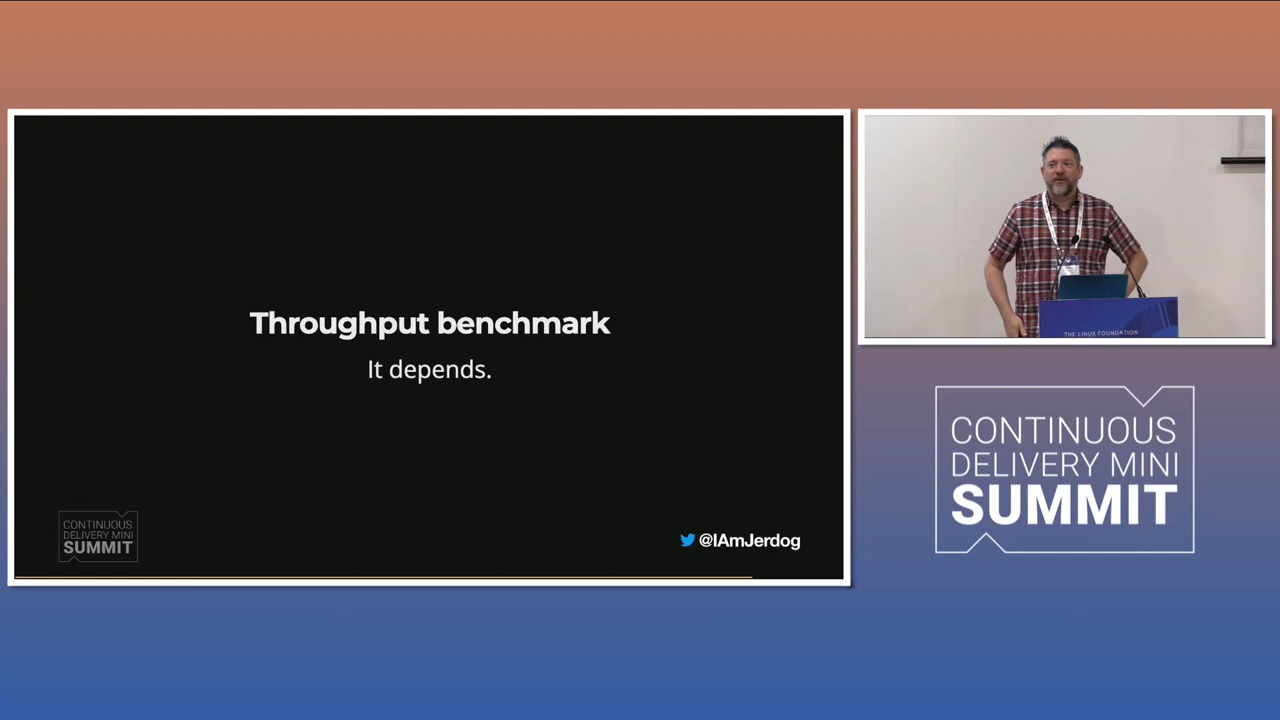 Throughput benchmark
It depends.
CONTINUOUS
DELIVERY MINI
SUMMIT
@IAmJerdog
THE LINUX FOUNDATION
CONTINUOUS
DELIVERY MINI
SUMMIT